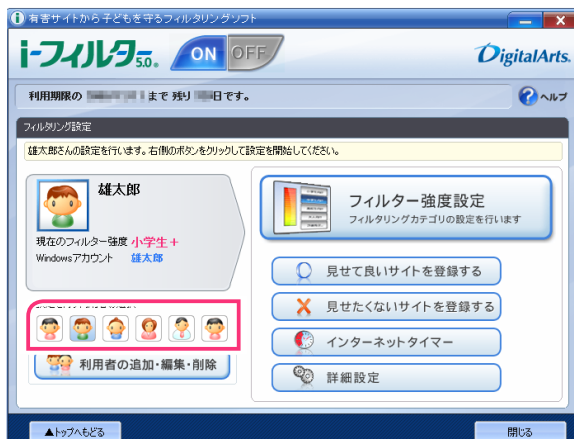 有害サイトから子どもを守るフィルタリングソフト
i-フィルタ5.0.
ON OFF
DigitalArts.
利用期限の まで 残り 日です。
ヘルプ
フィルタリング設定
雄太郎さんの設定を行います。右側のボタンをクリックして設定を開始してください。
雄太郎
現在のフィルター強度 小学生+
Windowsアカウント 雄太郎
フィルター強度設定
フィルタリングカテゴリの設定を行います
見せて良いサイトを登録する
見せたくないサイトを登録する
インターネットタイマー
詳細設定
利用者の追加・編集・削除
▲トップへもどる
閉じる